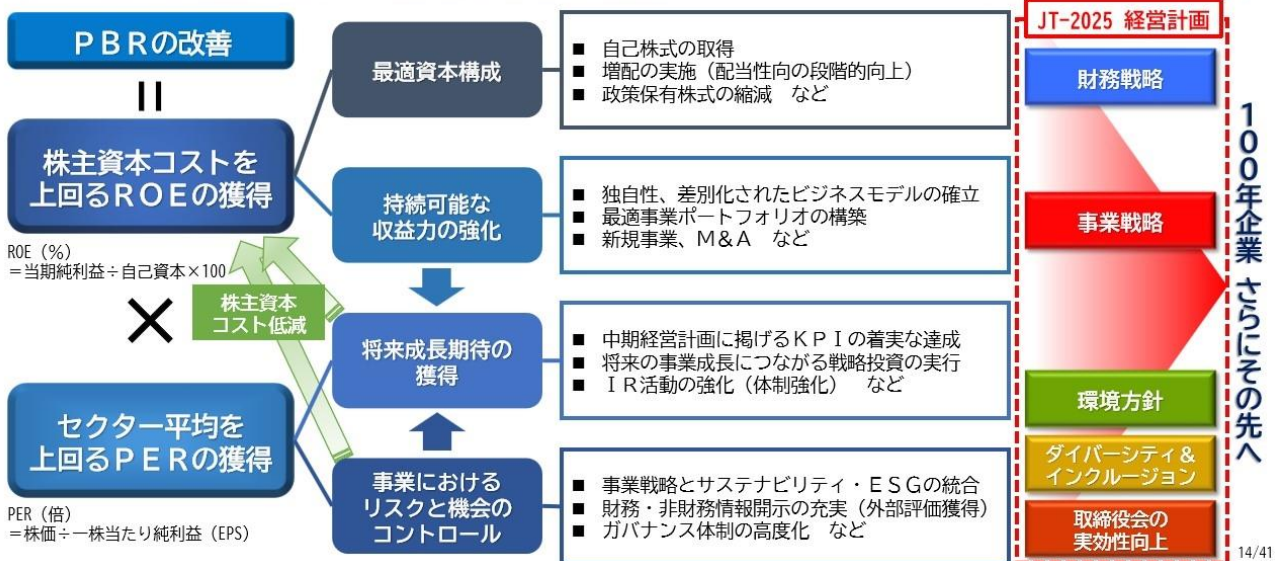 PBRの改善
||
株主資本コストを
上回るROEの獲得
ROE（%）
＝当期純利益÷自己資本×100
×
株主資本
コスト低減
セクター平均を
上回るPERの獲得
PER（倍）
＝株価÷一株当たり純利益（EPS）
最適資本構成
■ 自己株式の取得
■ 増配の実施（配当性向の段階的向上）
■ 政策保有株式の縮減　など
持続可能な
収益力の強化
■ 独自性、差別化されたビジネスモデルの確立
■ 最適事業ポートフォリオの構築
■ 新規事業、M＆A　など
将来成長期待の
獲得
■ 中期経営計画に掲げるKPIの着実な達成
■ 将来の事業成長につながる戦略投資の実行
■ IR活動の強化（体制強化）　など
事業における
リスクと機会の
コントロール
■ 事業戦略とサステナビリティ・ESGの統合
■ 財務・非財務情報開示の充実（外部評価獲得）
■ ガバナンス体制の高度化　など
JT-2025 経営計画
財務戦略
事業戦略
環境方針
ダイバーシティ＆
インクルージョン
取締役会の
実効性向上
100年企業 さらにその先へ
14/41